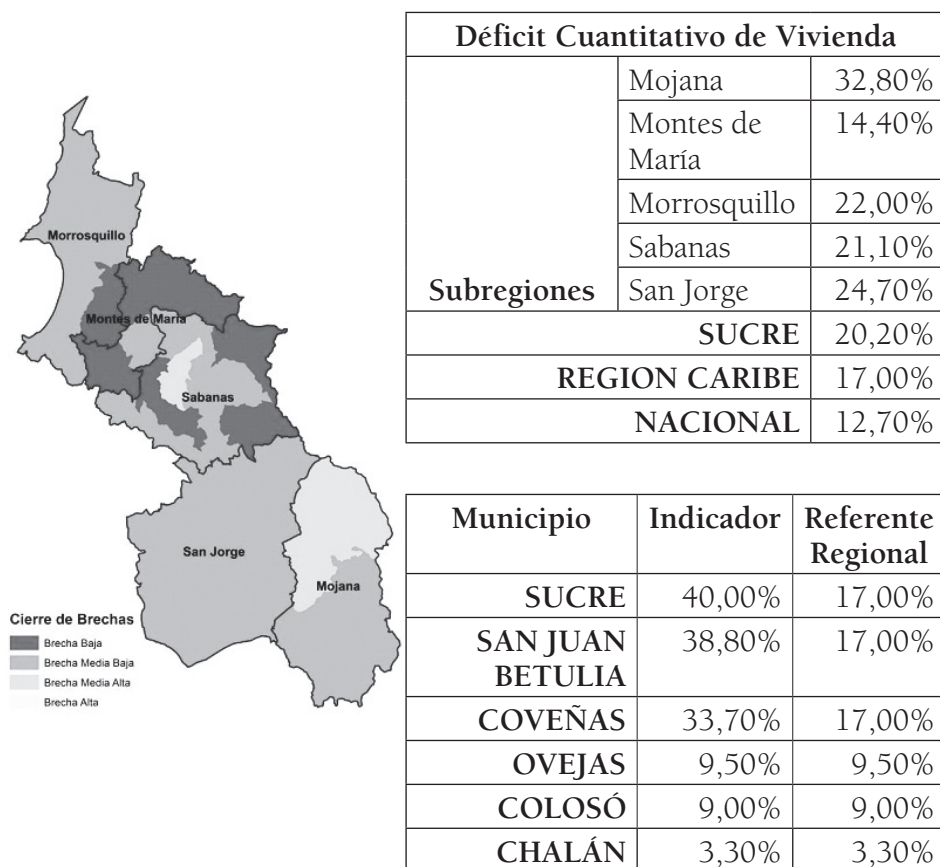 Morrosquillo
Montes de María
Sabanas
San Jorge
Mojana
Cierre de Brechas
Brecha Baja
Brecha Media Baja
Brecha Media Alta
Brecha Alta
Déficit Cuantitativo de Vivienda
Subregiones
Mojana 32,80%
Montes de 14,40%
María
Morrosquillo 22,00%
Sabanas 21,10%
San Jorge 24,70%
SUCRE 20,20%
REGION CARIBE 17,00%
NACIONAL 12,70%
Municipio Indicador Referente
Regional
SUCRE 40,00% 17,00%
SAN JUAN 38,80% 17,00%
BETULIA
COVEÑAS 33,70% 17,00%
OVEJAS 9,50% 9,50%
COLOSÓ 9,00% 9,00%
CHALÁN 3,30% 3,30%